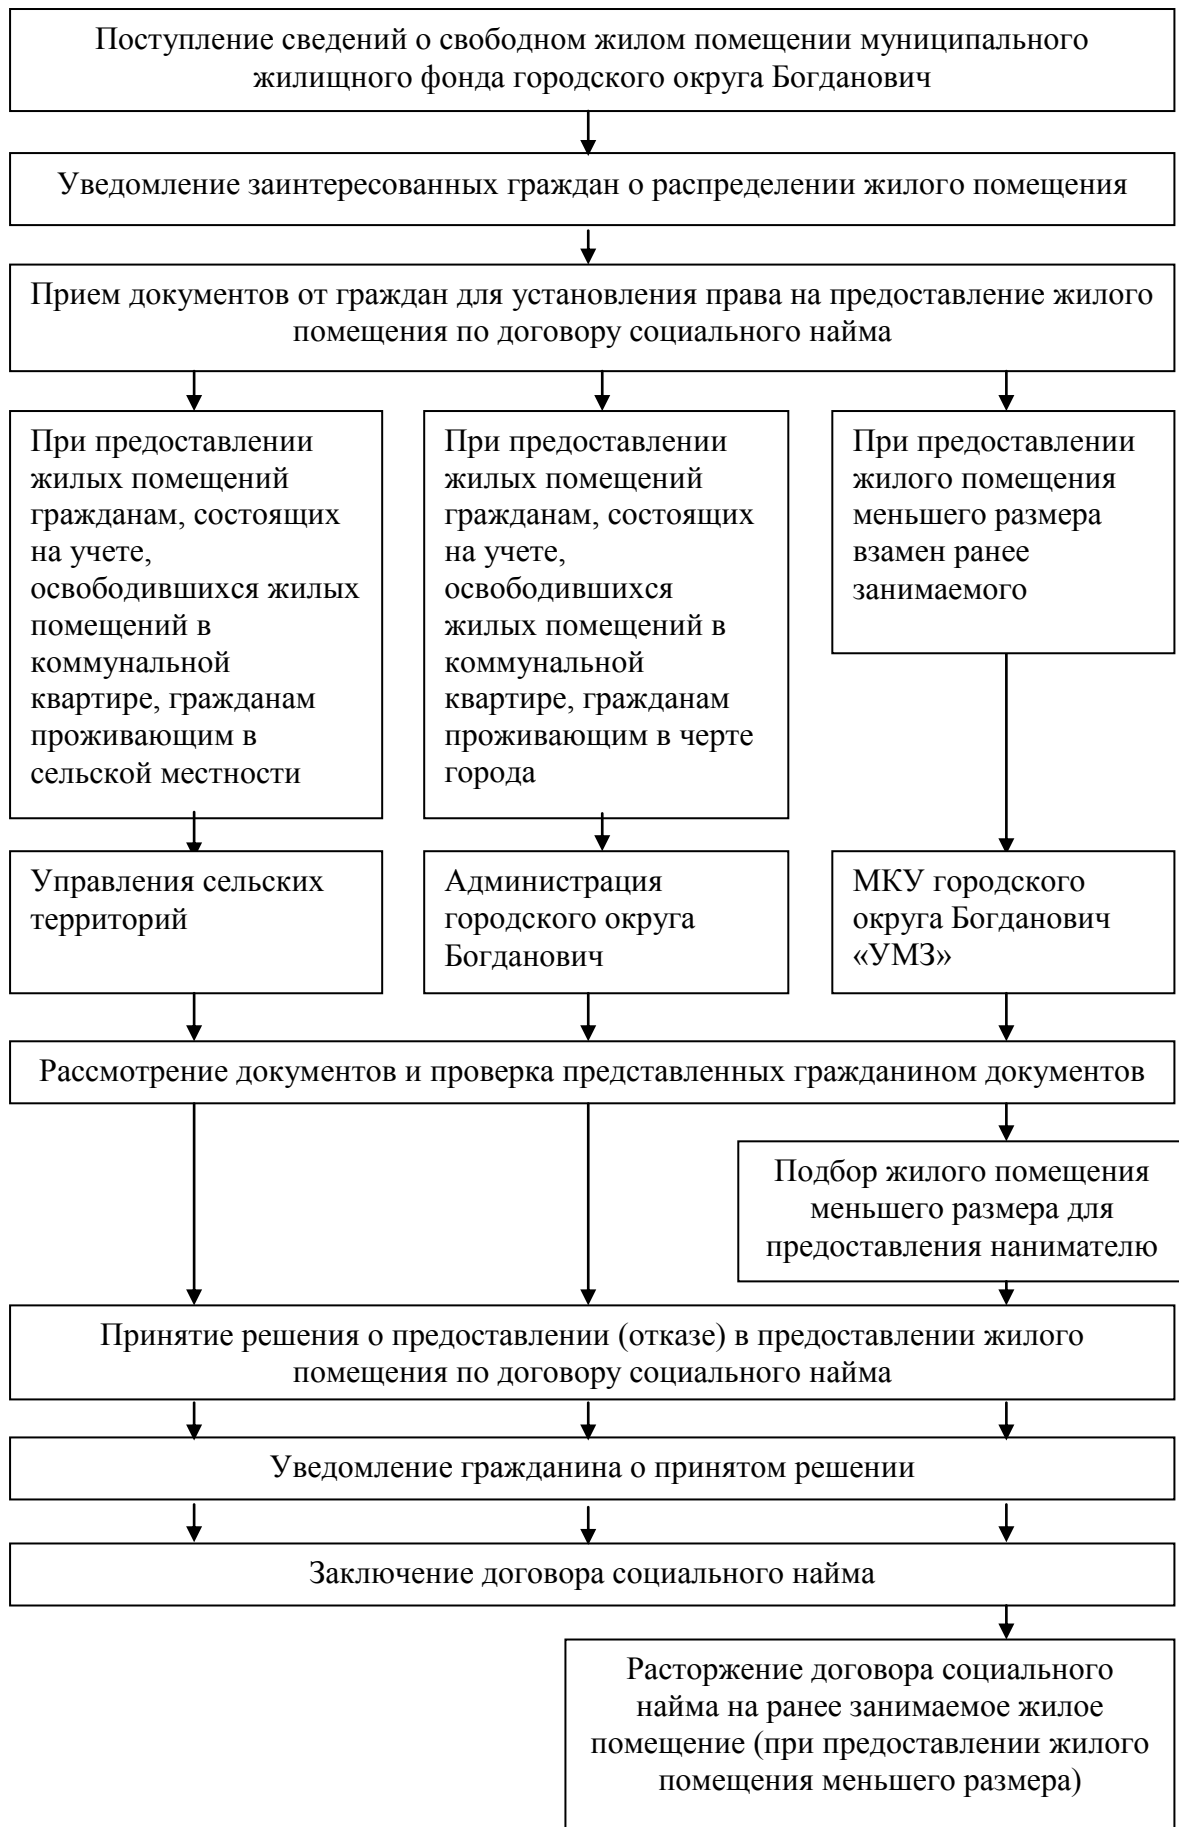 Поступление сведений о свободном жилом помещении муниципального
жилищного фонда городского округа Богданович
Уведомление заинтересованных граждан о распределении жилого помещения
Прием документов от граждан для установления права на предоставление жилого
помещения по договору социального найма
При предоставлении
жилых помещений
гражданам, состоящих
на учете,
освободившихся жилых
помещений в
коммунальной
квартире, гражданам
проживающим в
сельской местности
При предоставлении
жилых помещений
гражданам, состоящих
на учете,
освободившихся
жилых помещений в
коммунальной
квартире, гражданам
проживающим в черте
города
При предоставлении
жилого помещения
меньшего размера
взамен ранее
занимаемого
Управления сельских
территорий
Администрация
городского округа
Богданович
МКУ городского
округа Богданович
«УМЗ»
Рассмотрение документов и проверка представленных гражданином документов
Подбор жилого помещения
меньшего размера для
предоставления нанимателю
Принятие решения о предоставлении (отказе) в предоставлении жилого
помещения по договору социального найма
Уведомление гражданина о принятом решении
Заключение договора социального найма
Расторжение договора социального
найма на ранее занимаемое жилое
помещение (при предоставлении жилого
помещения меньшего размера)